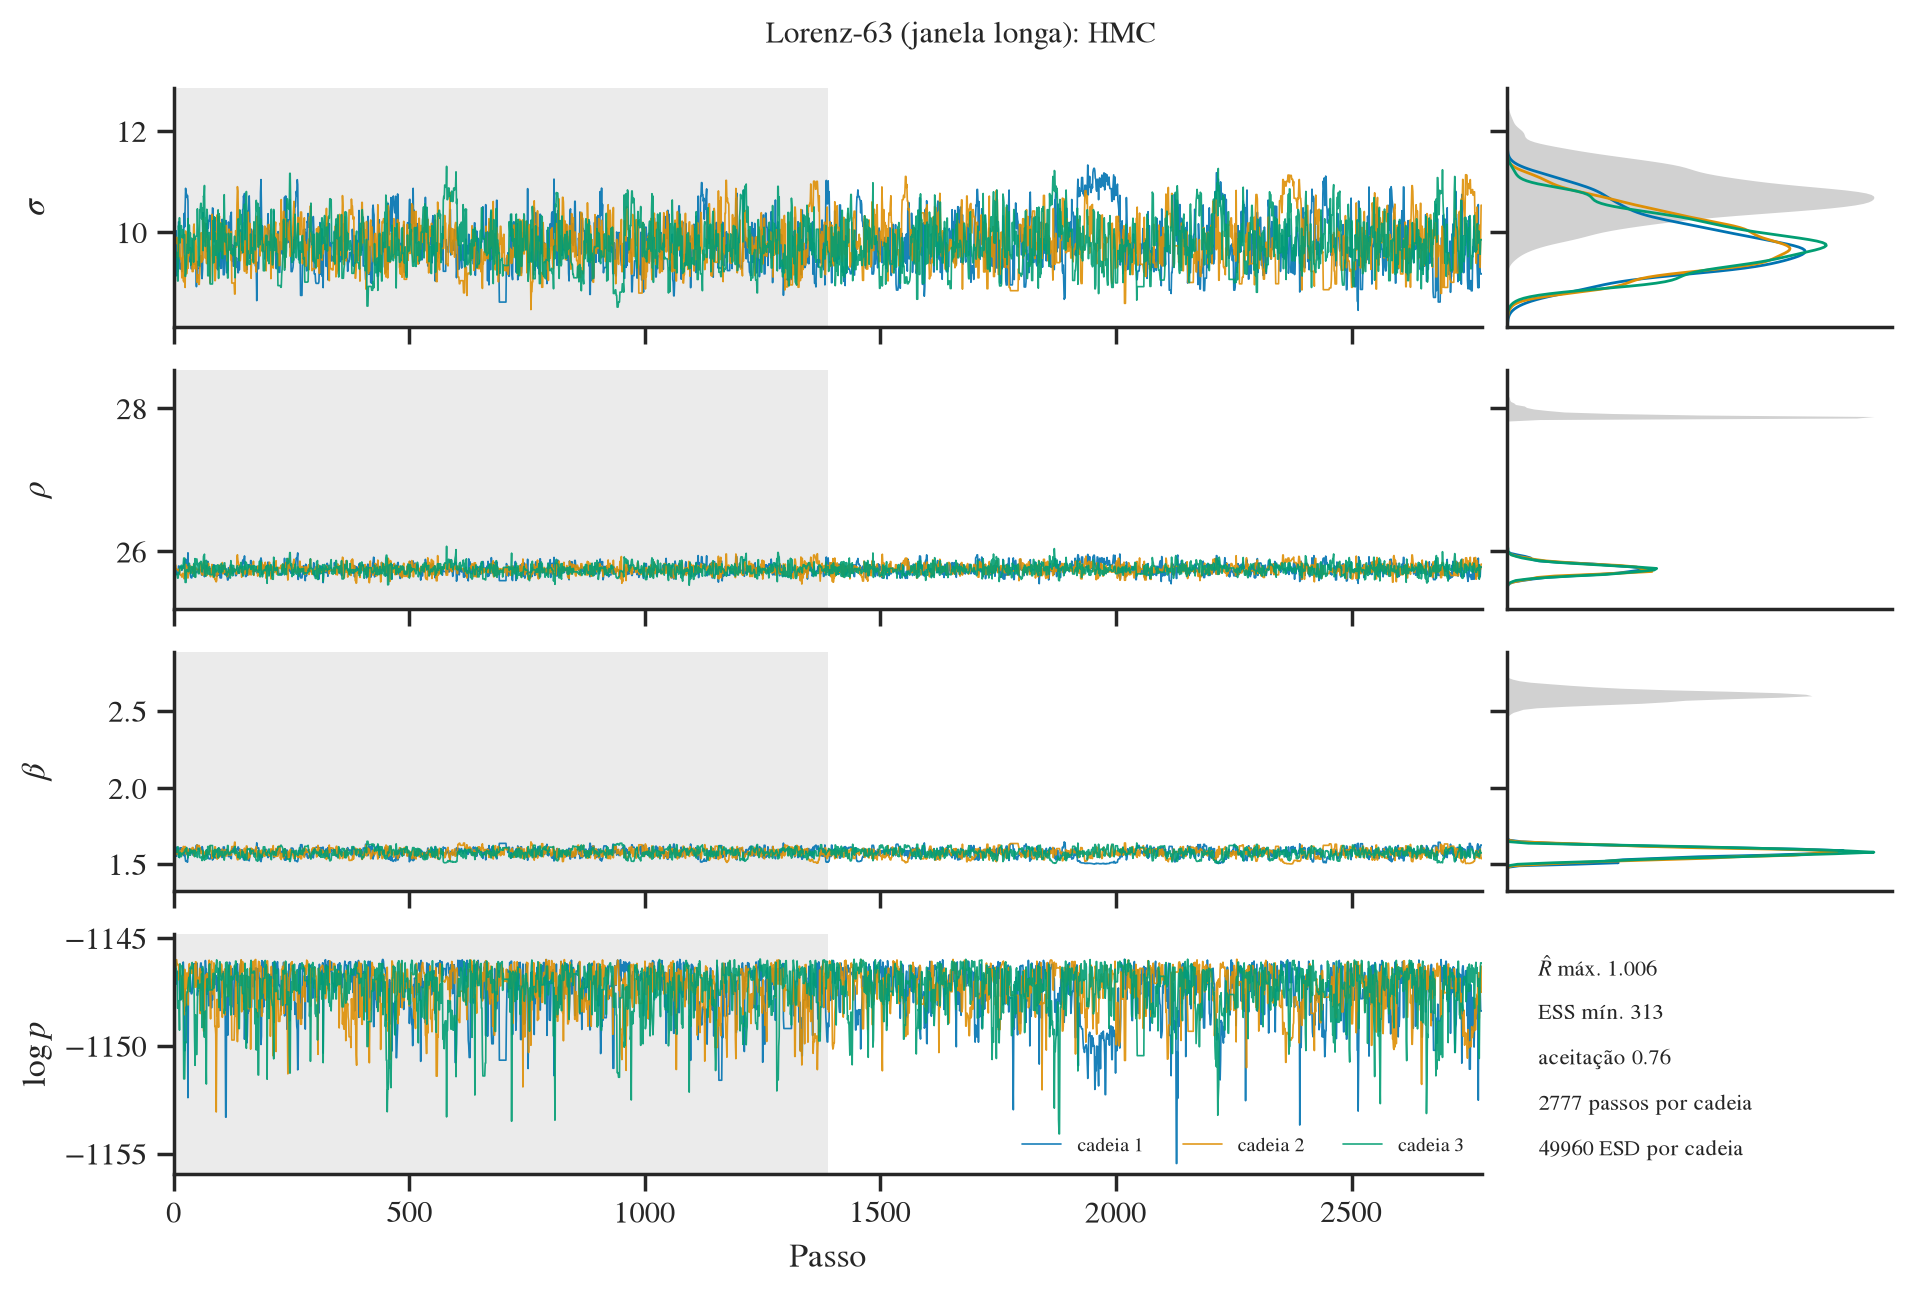 Lorenz-63 (janela longa): HMC
12
10
σ
28
26
ρ
2.5
2.0
1.5
β
−1145
−1150
−1155
log p
R̂ máx. 1.006
ESS mín. 313
aceitação 0.76
2777 passos por cadeia
49960 ESD por cadeia
cadeia 1 cadeia 2 cadeia 3
0 500 1000 1500 2000 2500
Passo